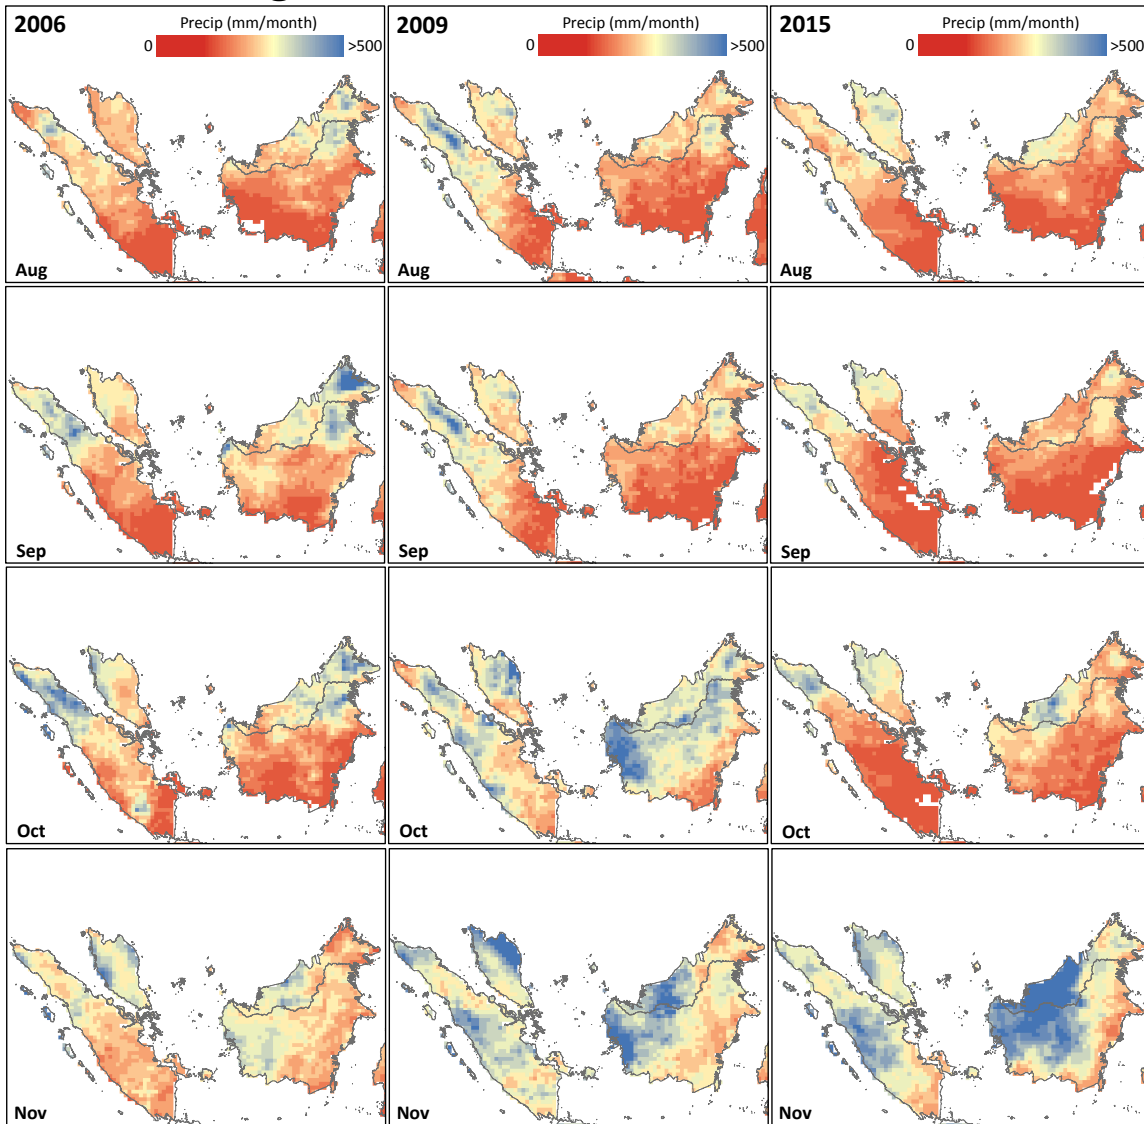 2006 Precip (mm/month) 0 >500
2009 Precip (mm/month) 0 >500
2015 Precip (mm/month) 0 >500
Aug Aug Aug
Sep Sep Sep
Oct Oct Oct
Nov Nov Nov